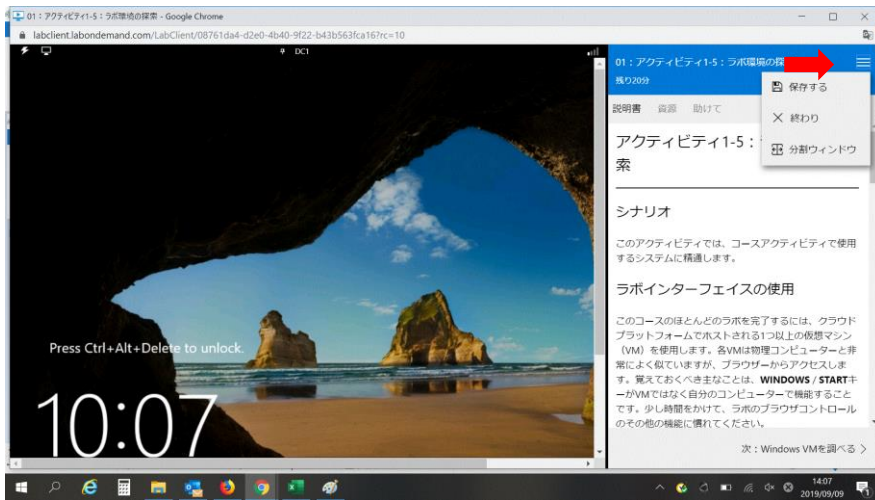 01：アクティビティ1-5：ラボ環境の探索 - Google Chrome
labclient.labondemand.com/LabClient/08761da4-d2e0-4b40-9f22-b43b563fca16?rc=10
DC1
Press Ctrl+Alt+Delete to unlock.
10:07
01：アクティビティ1-5：ラボ環境の探
残り20分
保存する
終わり
分割ウィンドウ
説明書 資源 助けて
アクティビティ1-5：
索
シナリオ
このアクティビティでは、コースアクティビティで使用
するシステムに精通します。
ラボインターフェイスの使用
このコースのほとんどのラボを完了するには、クラウド
プラットフォームでホストされる1つ以上の仮想マシン
（VM）を使用します。各VMは物理コンピューターと非
常によく似ていますが、ブラウザーからアクセスしま
す。覚えておくべき主なことは、WINDOWS / STARTキ
ーがVMではなく自分のコンピューターで機能すること
です。少し時間をかけて、ラボのブラウザコントロール
のその他の機能に慣れてください。
次：Windows VMを調べる
14:07
2019/09/09